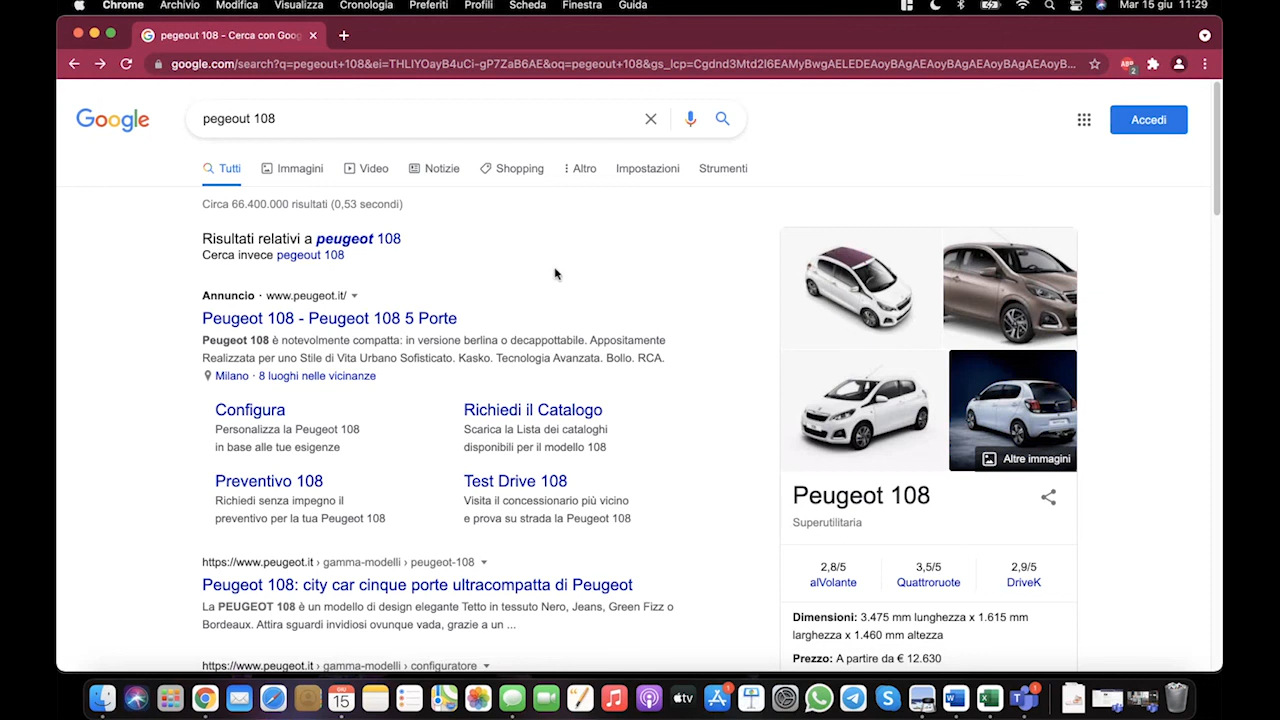 Chrome Archivio Modifica Visualizza Cronologia Preferiti Profili Scheda Finestra Guida Mar 15 giu 11:29
pegeout 108 - Cerca con Goog
google.com/search?q=pegeout+108&ei=THLIYOayB4uCi-gP7ZaB6AE&oq=pegeout+108&gs_lcp=Cgdnd3Mtd2l6EAMyBwgAELEDEAoyBAgAEAoyBAgAEAoyBAgAEAoyB...
ABP 2
Google
pegeout 108
Accedi
Tutti Immagini Video Notizie Shopping Altro Impostazioni Strumenti
Circa 66.400.000 risultati (0,53 secondi)
Risultati relativi a peugeot 108
Cerca invece pegeout 108
Annuncio · www.peugeot.it/
Peugeot 108 - Peugeot 108 5 Porte
Peugeot 108 è notevolmente compatta: in versione berlina o decappottabile. Appositamente
Realizzata per uno Stile di Vita Urbano Sofisticato. Kasko. Tecnologia Avanzata. Bollo. RCA.
Milano · 8 luoghi nelle vicinanze
Configura
Personalizza la Peugeot 108
in base alle tue esigenze
Richiedi il Catalogo
Scarica la Lista dei cataloghi
disponibili per il modello 108
Preventivo 108
Richiedi senza impegno il
preventivo per la tua Peugeot 108
Test Drive 108
Visita il concessionario più vicino
e prova su strada la Peugeot 108
https://www.peugeot.it › gamma-modelli › peugeot-108
Peugeot 108: city car cinque porte ultracompatta di Peugeot
La PEUGEOT 108 è un modello di design elegante Tetto in tessuto Nero, Jeans, Green Fizz o
Bordeaux. Attira sguardi invidiosi ovunque vada, grazie a un ...
https://www.peugeot.it › gamma-modelli › configuratore
Altre immagini
Peugeot 108
Superutilitaria
2,8/5 3,5/5 2,9/5
alVolante Quattroruote DriveK
Dimensioni: 3.475 mm lunghezza x 1.615 mm
larghezza x 1.460 mm altezza
Prezzo: A partire da € 12.630
15
tv
1
1